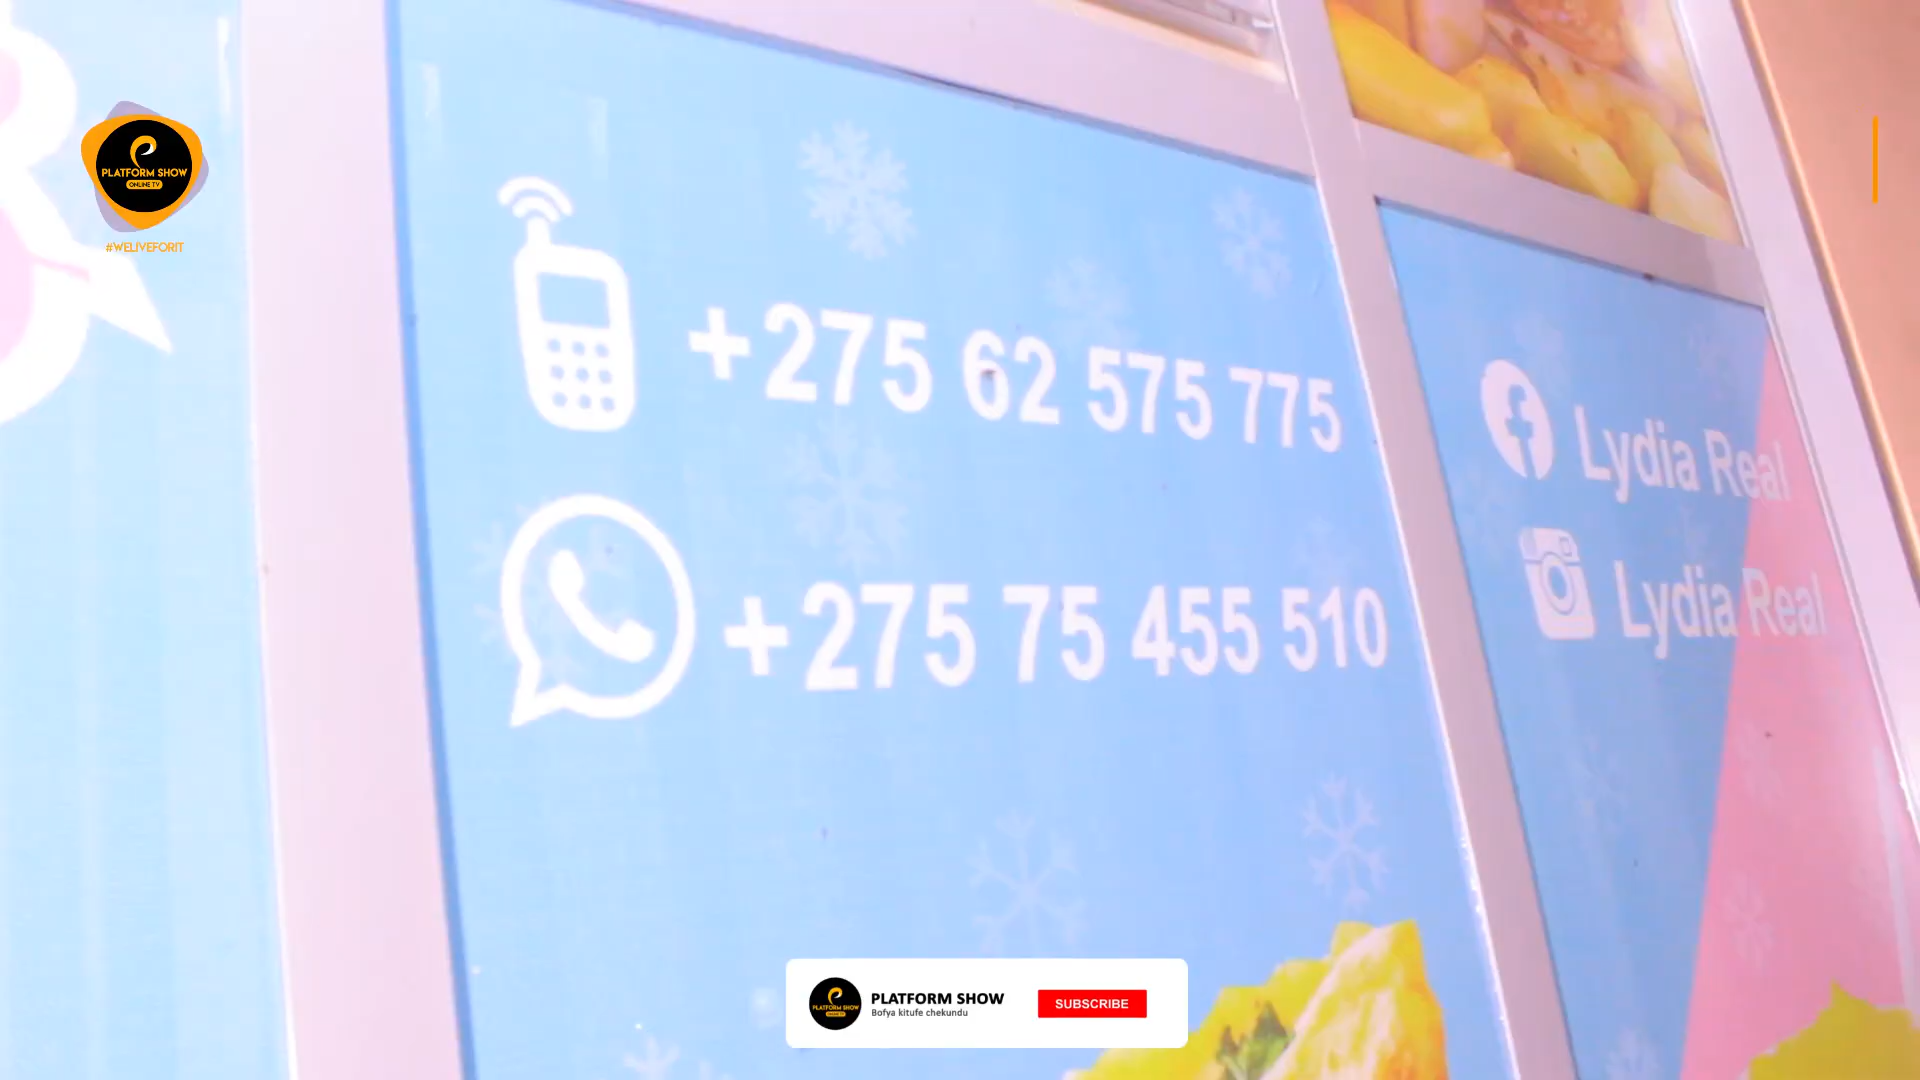 PLATFORM SHOW
ONLINE TV
#WELIVEFORIT
+275 62 575 775
+275 75 455 510
Lydia Real
Lydia Real
PLATFORM SHOW
Bofya kitufe chekundu
SUBSCRIBE